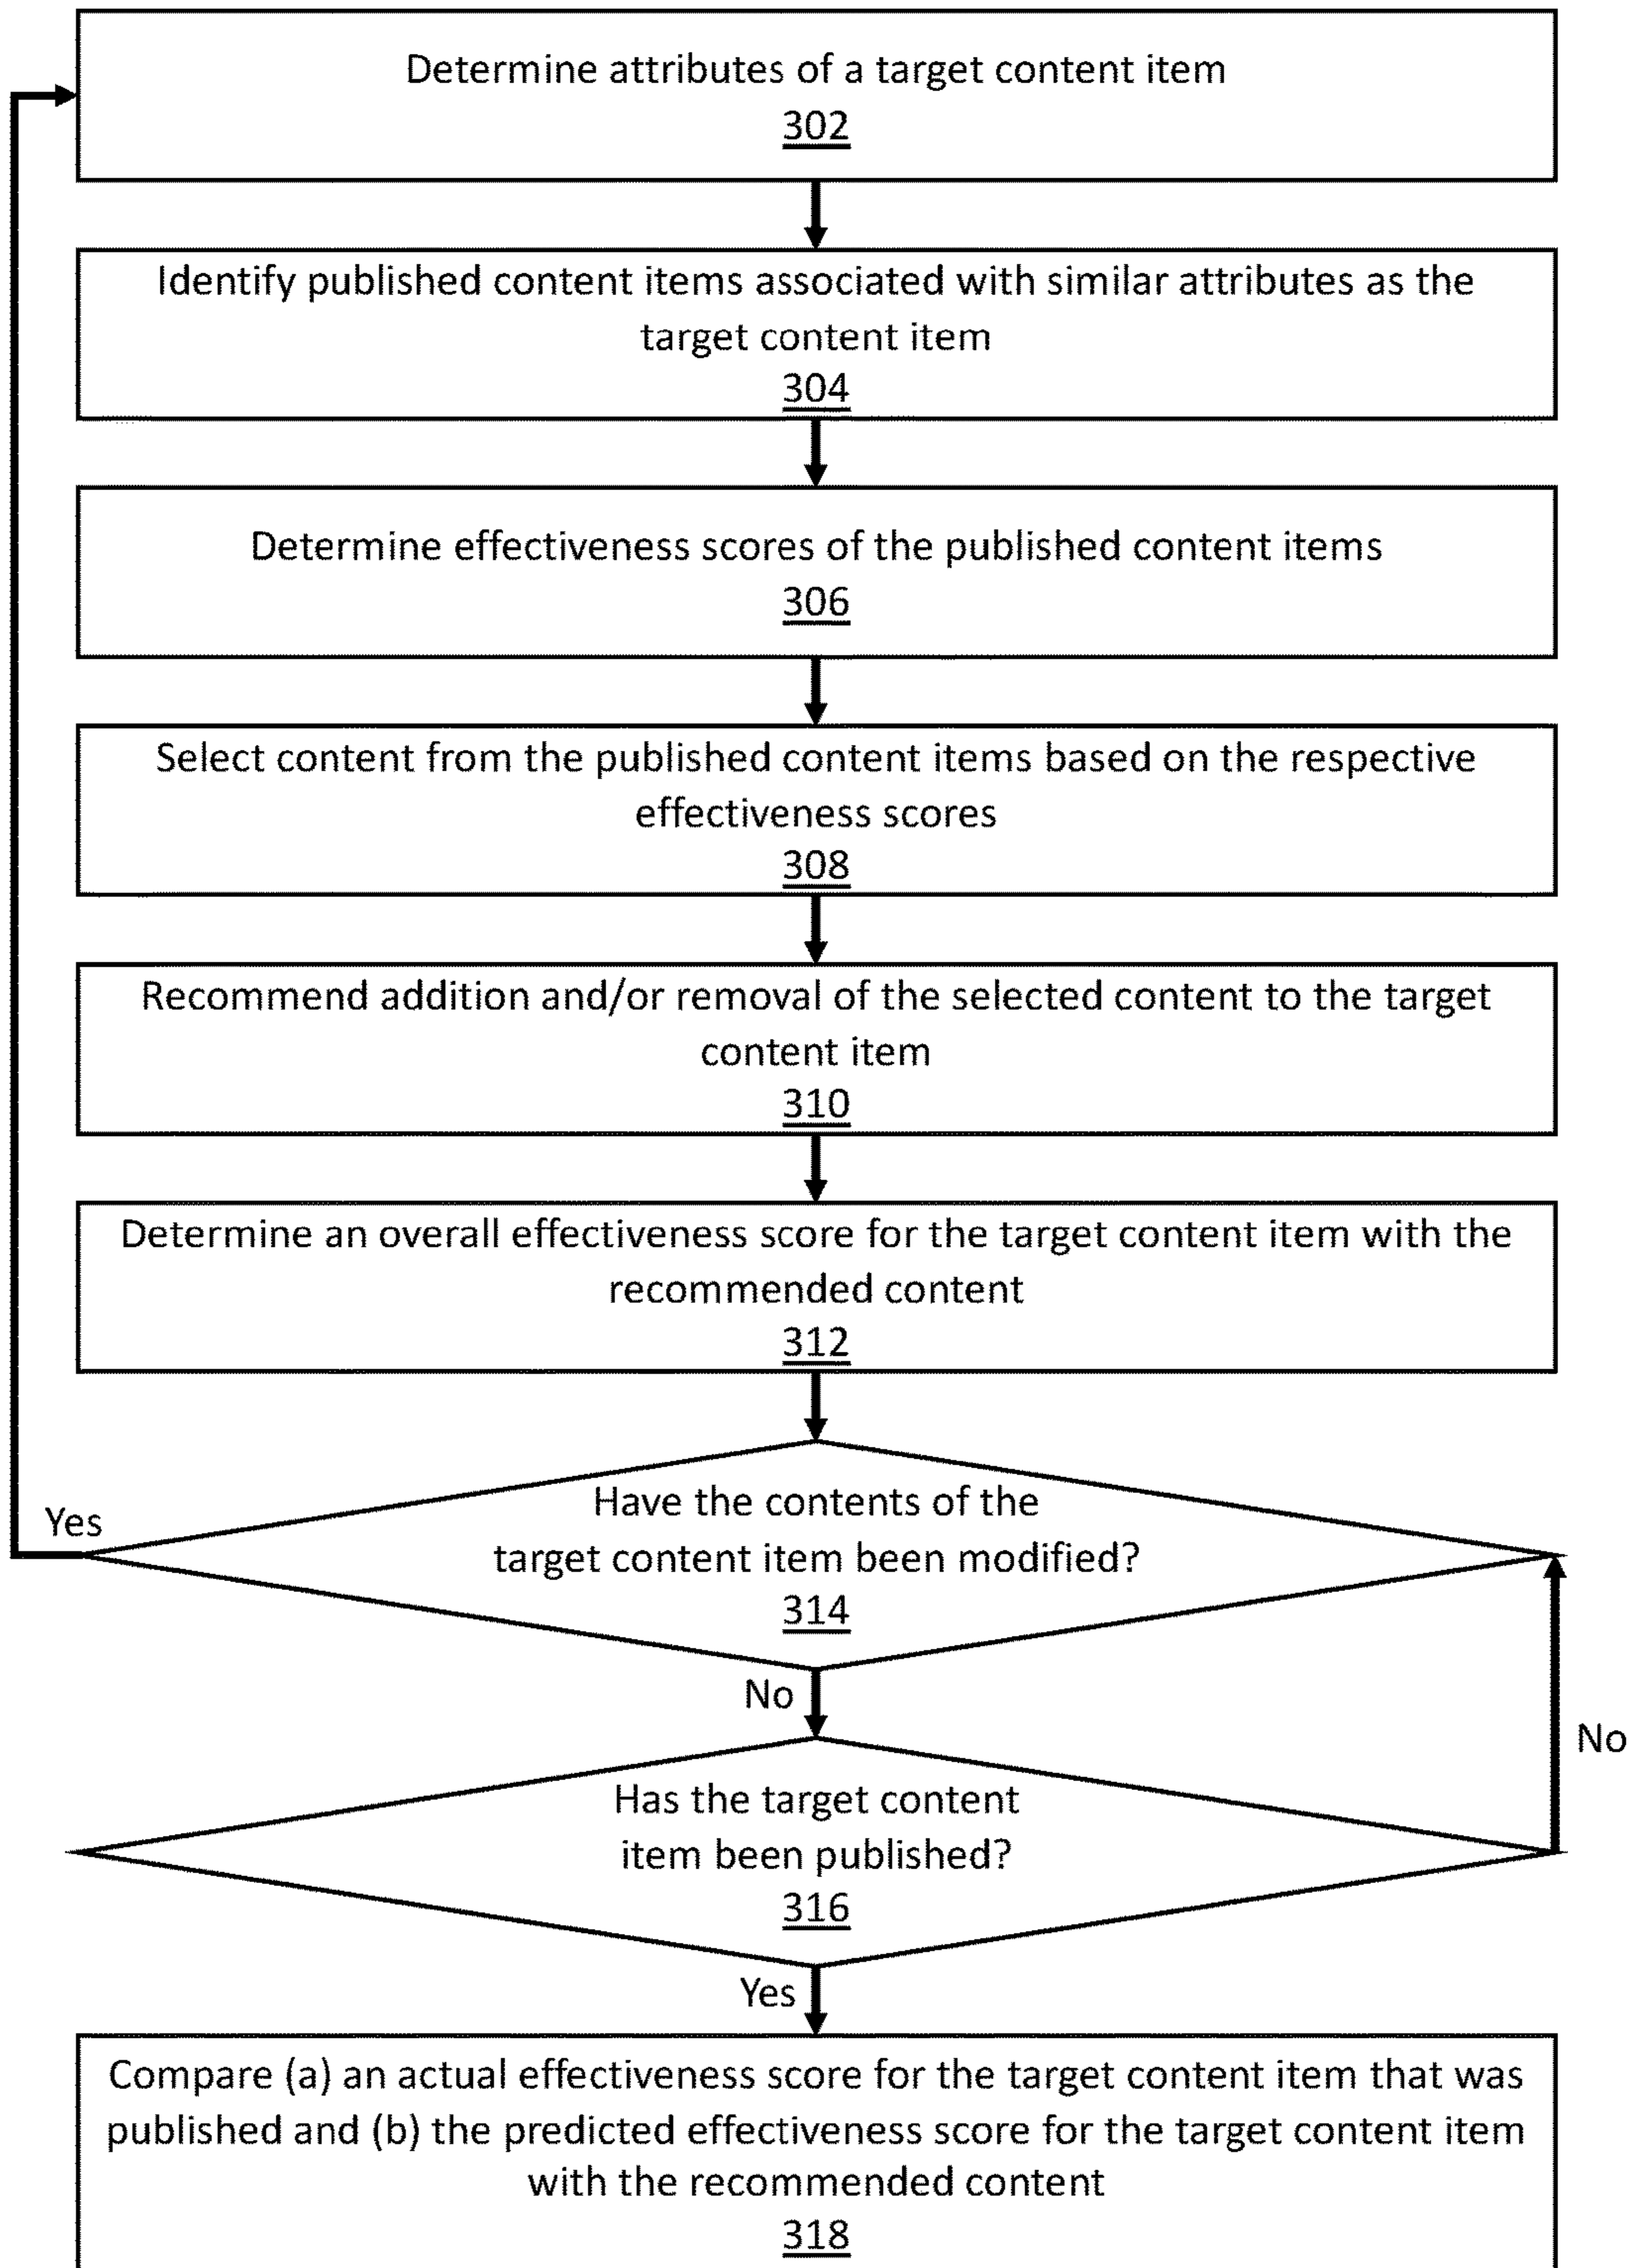 Determine attributes of a target content item
302
Identify published content items associated with similar attributes as the
target content item
304
Determine effectiveness scores of the published content items
306
Select content from the published content items based on the respective
effectiveness scores
308
Recommend addition and/or removal of the selected content to the target
content item
310
Determine an overall effectiveness score for the target content item with the
recommended content
312
Yes
Have the contents of the
target content item been modified?
314
No
No
Has the target content
item been published?
316
Yes
Compare (a) an actual effectiveness score for the target content item that was
published and (b) the predicted effectiveness score for the target content item
with the recommended content
318